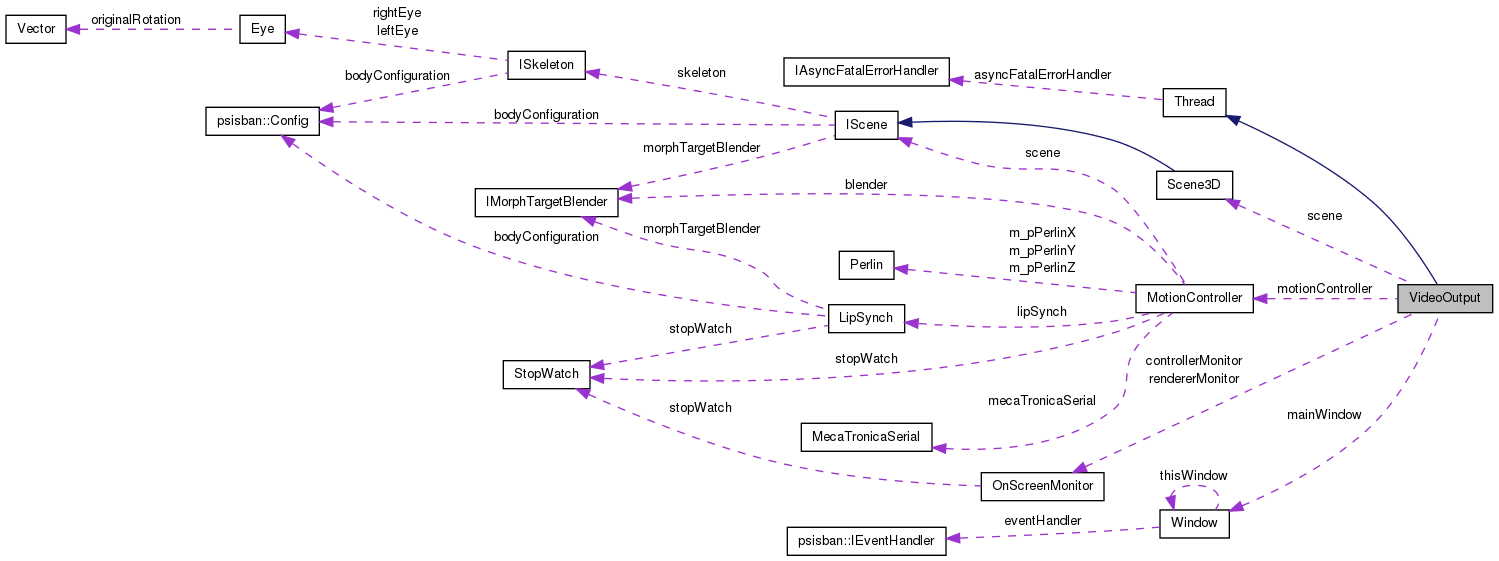 rightEye
leftEye
originalRotation
Vector
Eye
ISkeleton
skeleton
bodyConfiguration
IAsyncFatalErrorHandler
asyncFatalErrorHandler
Thread
psisban::Config
bodyConfiguration
IScene
morphTargetBlender
scene
blender
Scene3D
IMorphTargetBlender
scene
morphTargetBlender
bodyConfiguration
m_pPerlinX
m_pPerlinY
m_pPerlinZ
Perlin
motionController
MotionController
VideoOutput
LipSynch
lipSynch
stopWatch
stopWatch
StopWatch
controllerMonitor
rendererMonitor
mecaTronicaSerial
stopWatch
mainWindow
MecaTronicaSerial
thisWindow
OnScreenMonitor
eventHandler
Window
psisban::IEventHandler